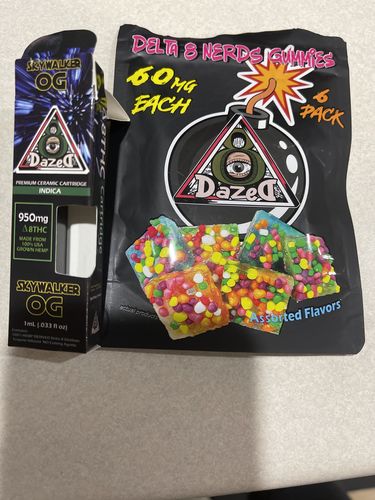 SKYWALKER
OG
DazeD
PREMIUM CERAMIC CARTRIDGE
INDICA
950mg
Δ8THC
MADE FROM
100% USA
GROWN HEMP
SKYWALKER
OG
1mL (.033 fl oz)
Δ8THC Cartridge
DELTA 8 NERDS GUMMIES
60MG
EACH
6
PACK
DazeD
Assorted Flavors